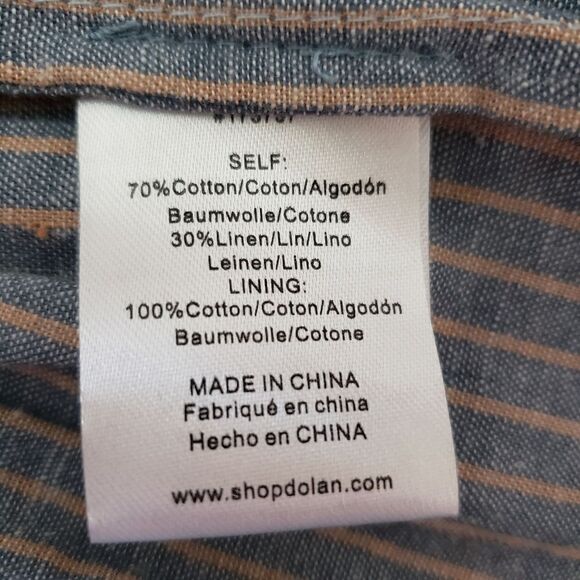 SELF:
70%Cotton/Coton/Algodón
Baumwolle/Cotone
30%Linen/Lin/Lino
Leinen/Lino
LINING:
100%Cotton/Coton/Algodón
Baumwolle/Cotone
MADE IN CHINA
Fabriqué en china
Hecho en CHINA
www.shopdolan.com